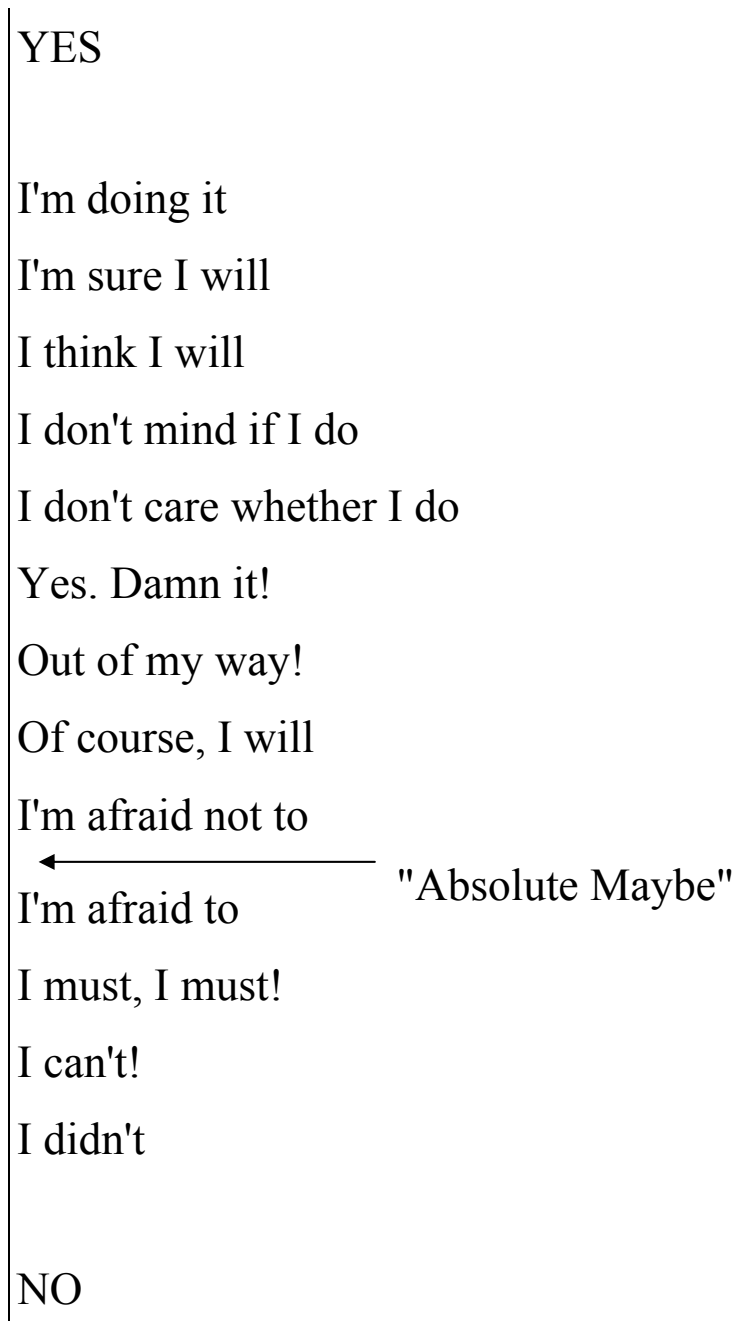 YES
I'm doing it
I'm sure I will
I think I will
I don't mind if I do
I don't care whether I do
Yes. Damn it!
Out of my way!
Of course, I will
I'm afraid not to
"Absolute Maybe"
I'm afraid to
I must, I must!
I can't!
I didn't
NO